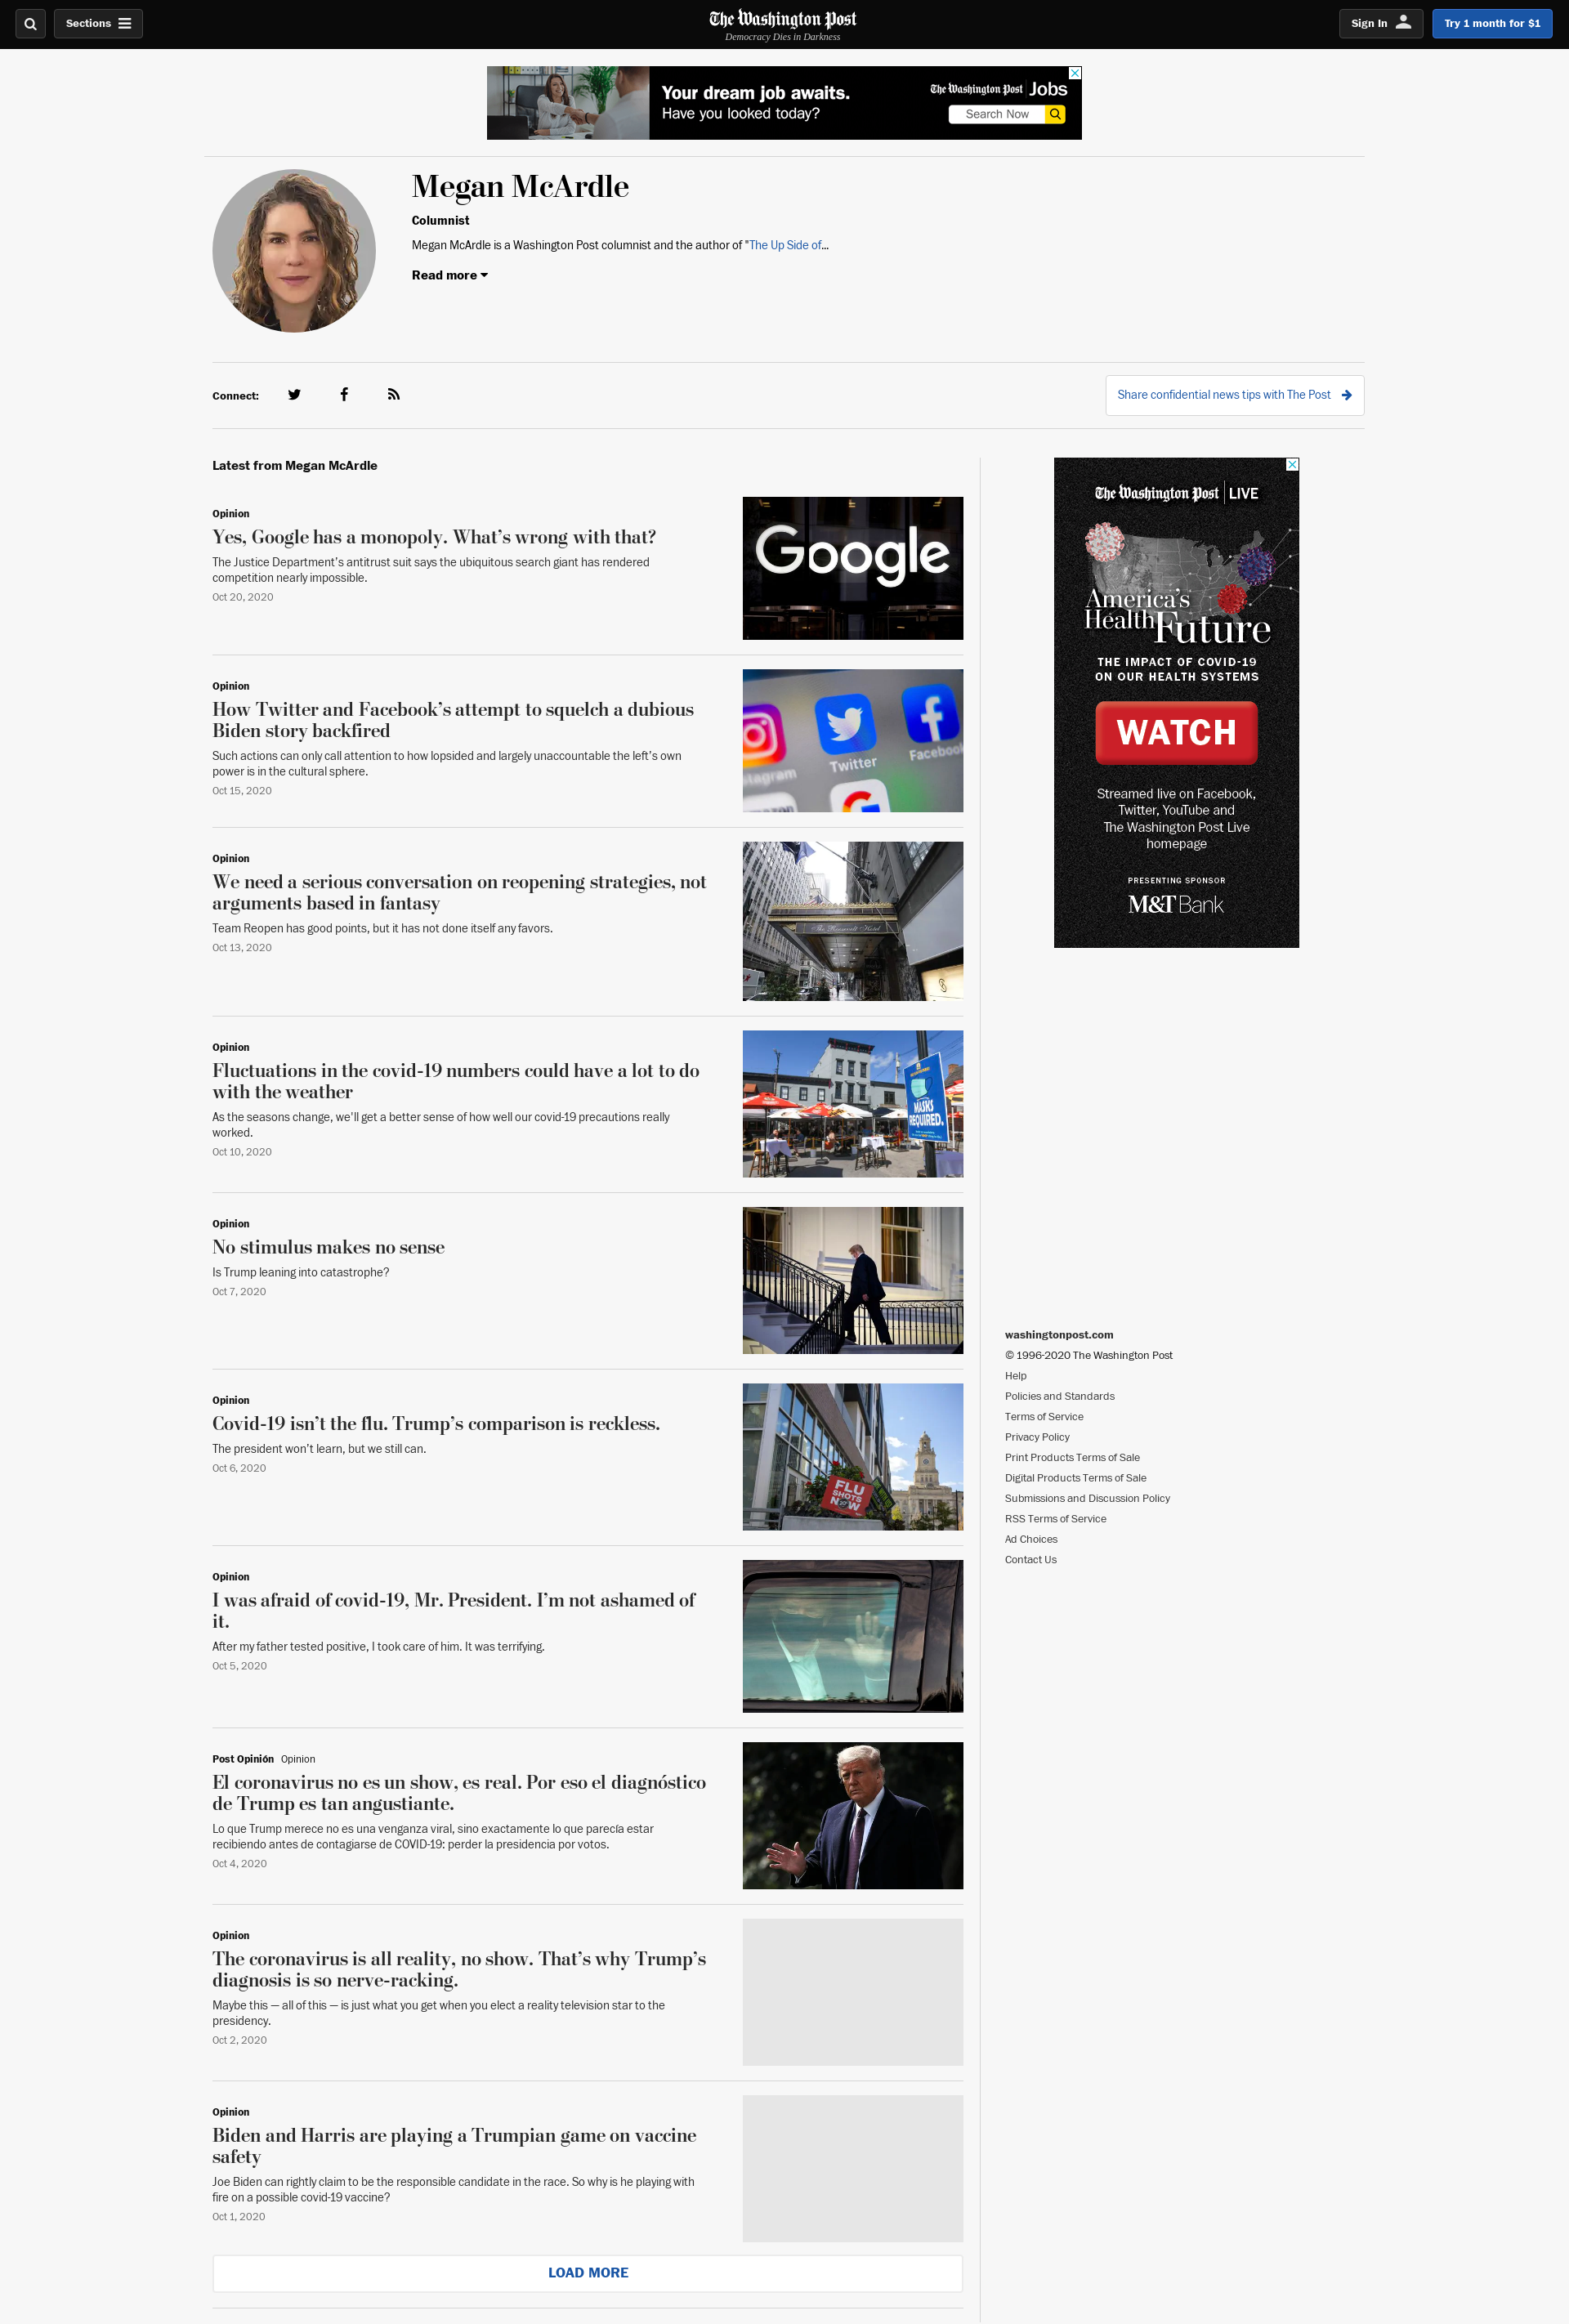 Sections
The Washington Post
Democracy Dies in Darkness
Sign In
Try 1 month for $1
Your dream job awaits.
Have you looked today?
The Washington Post Jobs
Search Now
Megan McArdle
Columnist
Megan McArdle is a Washington Post columnist and the author of "The Up Side of...
Read more
Connect:
Share confidential news tips with The Post
Latest from Megan McArdle
Opinion
Yes, Google has a monopoly. What’s wrong with that?
The Justice Department’s antitrust suit says the ubiquitous search giant has rendered
competition nearly impossible.
Oct 20, 2020
Google
Opinion
How Twitter and Facebook’s attempt to squelch a dubious
Biden story backfired
Such actions can only call attention to how lopsided and largely unaccountable the left’s own
power is in the cultural sphere.
Oct 15, 2020
stagram
Twitter
Facebook
Opinion
We need a serious conversation on reopening strategies, not
arguments based in fantasy
Team Reopen has good points, but it has not done itself any favors.
Oct 13, 2020
The Roosevelt Hotel
Opinion
Fluctuations in the covid-19 numbers could have a lot to do
with the weather
As the seasons change, we'll get a better sense of how well our covid-19 precautions really
worked.
Oct 10, 2020
MASKS
REQUIRED.
Opinion
No stimulus makes no sense
Is Trump leaning into catastrophe?
Oct 7, 2020
Opinion
Covid-19 isn’t the flu. Trump’s comparison is reckless.
The president won’t learn, but we still can.
Oct 6, 2020
FLU
SHOTS
NOW
Opinion
I was afraid of covid-19, Mr. President. I’m not ashamed of
it.
After my father tested positive, I took care of him. It was terrifying.
Oct 5, 2020
Post Opinión Opinion
El coronavirus no es un show, es real. Por eso el diagnóstico
de Trump es tan angustiante.
Lo que Trump merece no es una venganza viral, sino exactamente lo que parecía estar
recibiendo antes de contagiarse de COVID-19: perder la presidencia por votos.
Oct 4, 2020
Opinion
The coronavirus is all reality, no show. That’s why Trump’s
diagnosis is so nerve-racking.
Maybe this — all of this — is just what you get when you elect a reality television star to the
presidency.
Oct 2, 2020
Opinion
Biden and Harris are playing a Trumpian game on vaccine
safety
Joe Biden can rightly claim to be the responsible candidate in the race. So why is he playing with
fire on a possible covid-19 vaccine?
Oct 1, 2020
LOAD MORE
The Washington Post LIVE
America's
Health
Future
THE IMPACT OF COVID-19
ON OUR HEALTH SYSTEMS
WATCH
Streamed live on Facebook,
Twitter, YouTube and
The Washington Post Live
homepage
PRESENTING SPONSOR
M&T Bank
washingtonpost.com
© 1996-2020 The Washington Post
Help
Policies and Standards
Terms of Service
Privacy Policy
Print Products Terms of Sale
Digital Products Terms of Sale
Submissions and Discussion Policy
RSS Terms of Service
Ad Choices
Contact Us